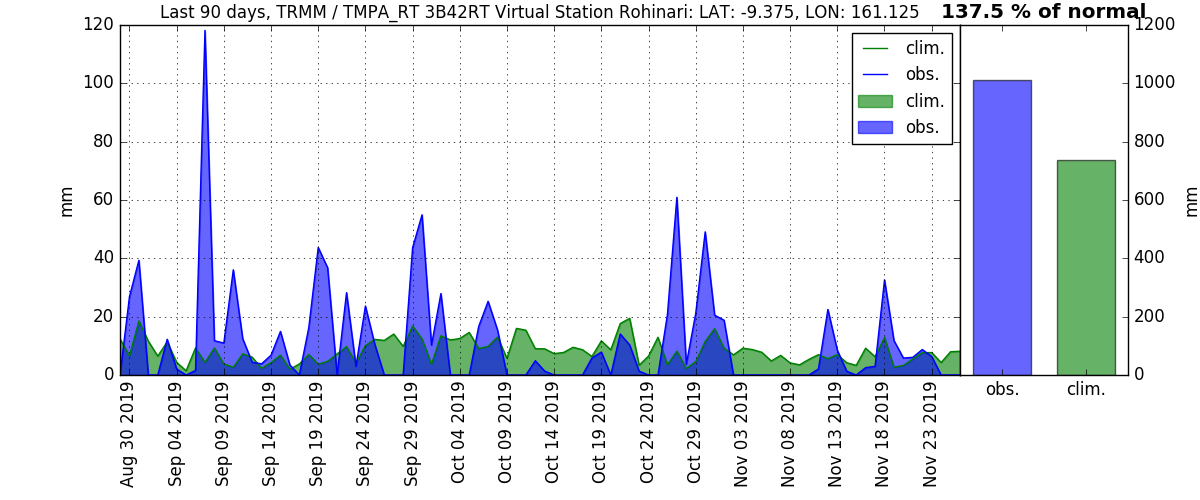 Last 90 days, TRMM / TMPA_RT 3B42RT Virtual Station Rohinari: LAT: -9.375, LON: 161.125
137.5 % of normal
120
100
80
60
40
20
0
mm
clim.
obs.
clim.
obs.
1200
1000
800
600
400
200
0
mm
Aug 30 2019
Sep 04 2019
Sep 09 2019
Sep 14 2019
Sep 19 2019
Sep 24 2019
Sep 29 2019
Oct 04 2019
Oct 09 2019
Oct 14 2019
Oct 19 2019
Oct 24 2019
Oct 29 2019
Nov 03 2019
Nov 08 2019
Nov 13 2019
Nov 18 2019
Nov 23 2019
obs.
clim.